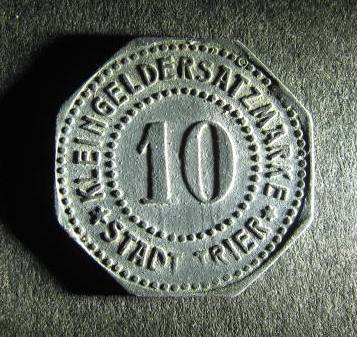 KLEINGELDERSATZMARKE
10
* STADT TRIER *